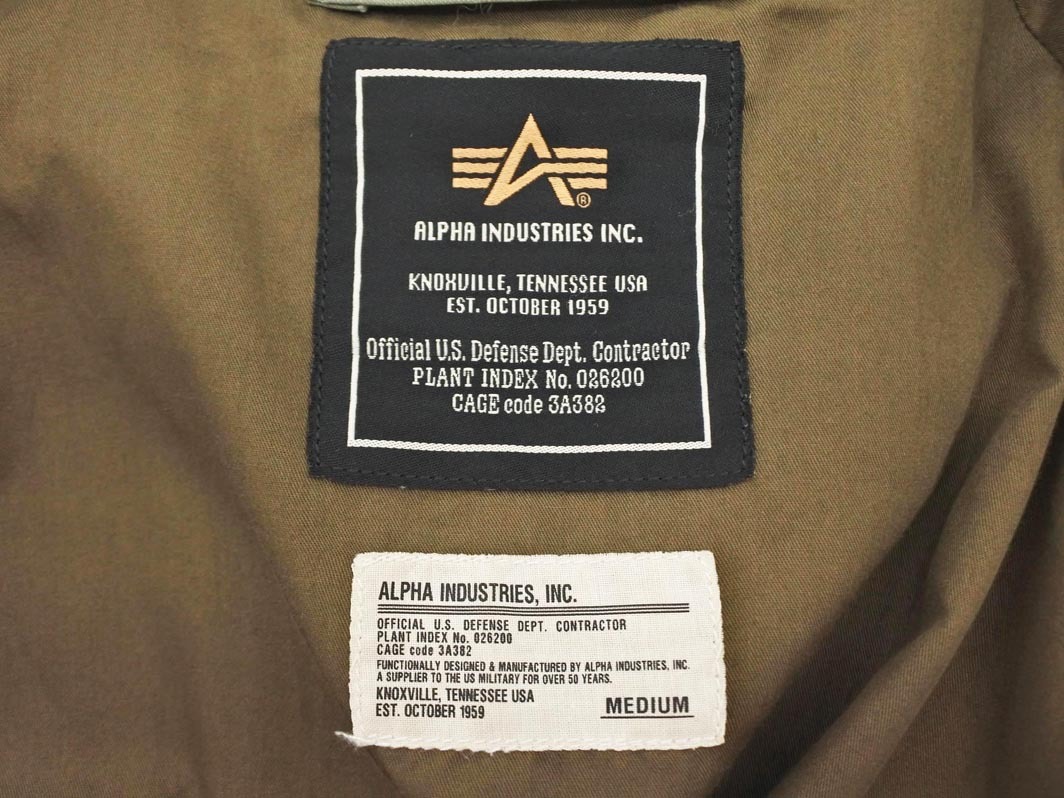 ®
ALPHA INDUSTRIES INC.
KNOXVILLE, TENNESSEE USA
EST. OCTOBER 1959
Official U.S. Defense Dept. Contractor
PLANT INDEX No. 026200
CAGE code 3A382
ALPHA INDUSTRIES, INC.
OFFICIAL U.S. DEFENSE DEPT. CONTRACTOR
PLANT INDEX No. 026200
CAGE code 3A382
FUNCTIONALLY DESIGNED & MANUFACTURED BY ALPHA INDUSTRIES, INC.
A SUPPLIER TO THE US MILITARY FOR OVER 50 YEARS.
KNOXVILLE, TENNESSEE USA
EST. OCTOBER 1959
MEDIUM